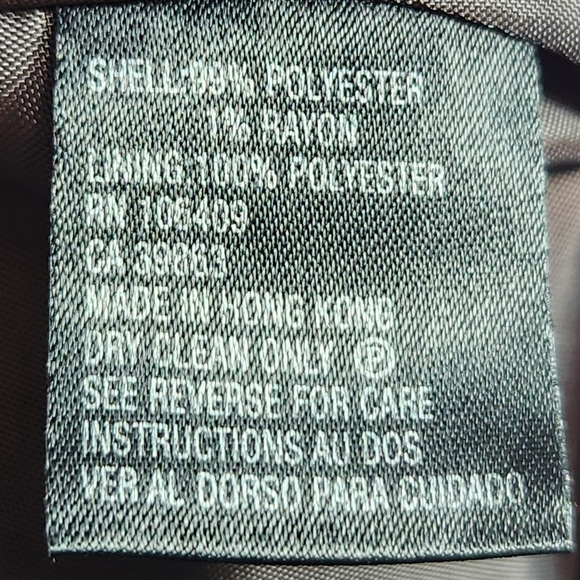 SHELL:99% POLYESTER
1% RAYON
LINING:100% POLYESTER
RN 106409
CA
MADE IN HONG KONG
DRY CLEAN ONLY Ⓟ
SEE REVERSE FOR CARE
INSTRUCTIONS AU DOS
VER AL DORSO PARA CUIDADO